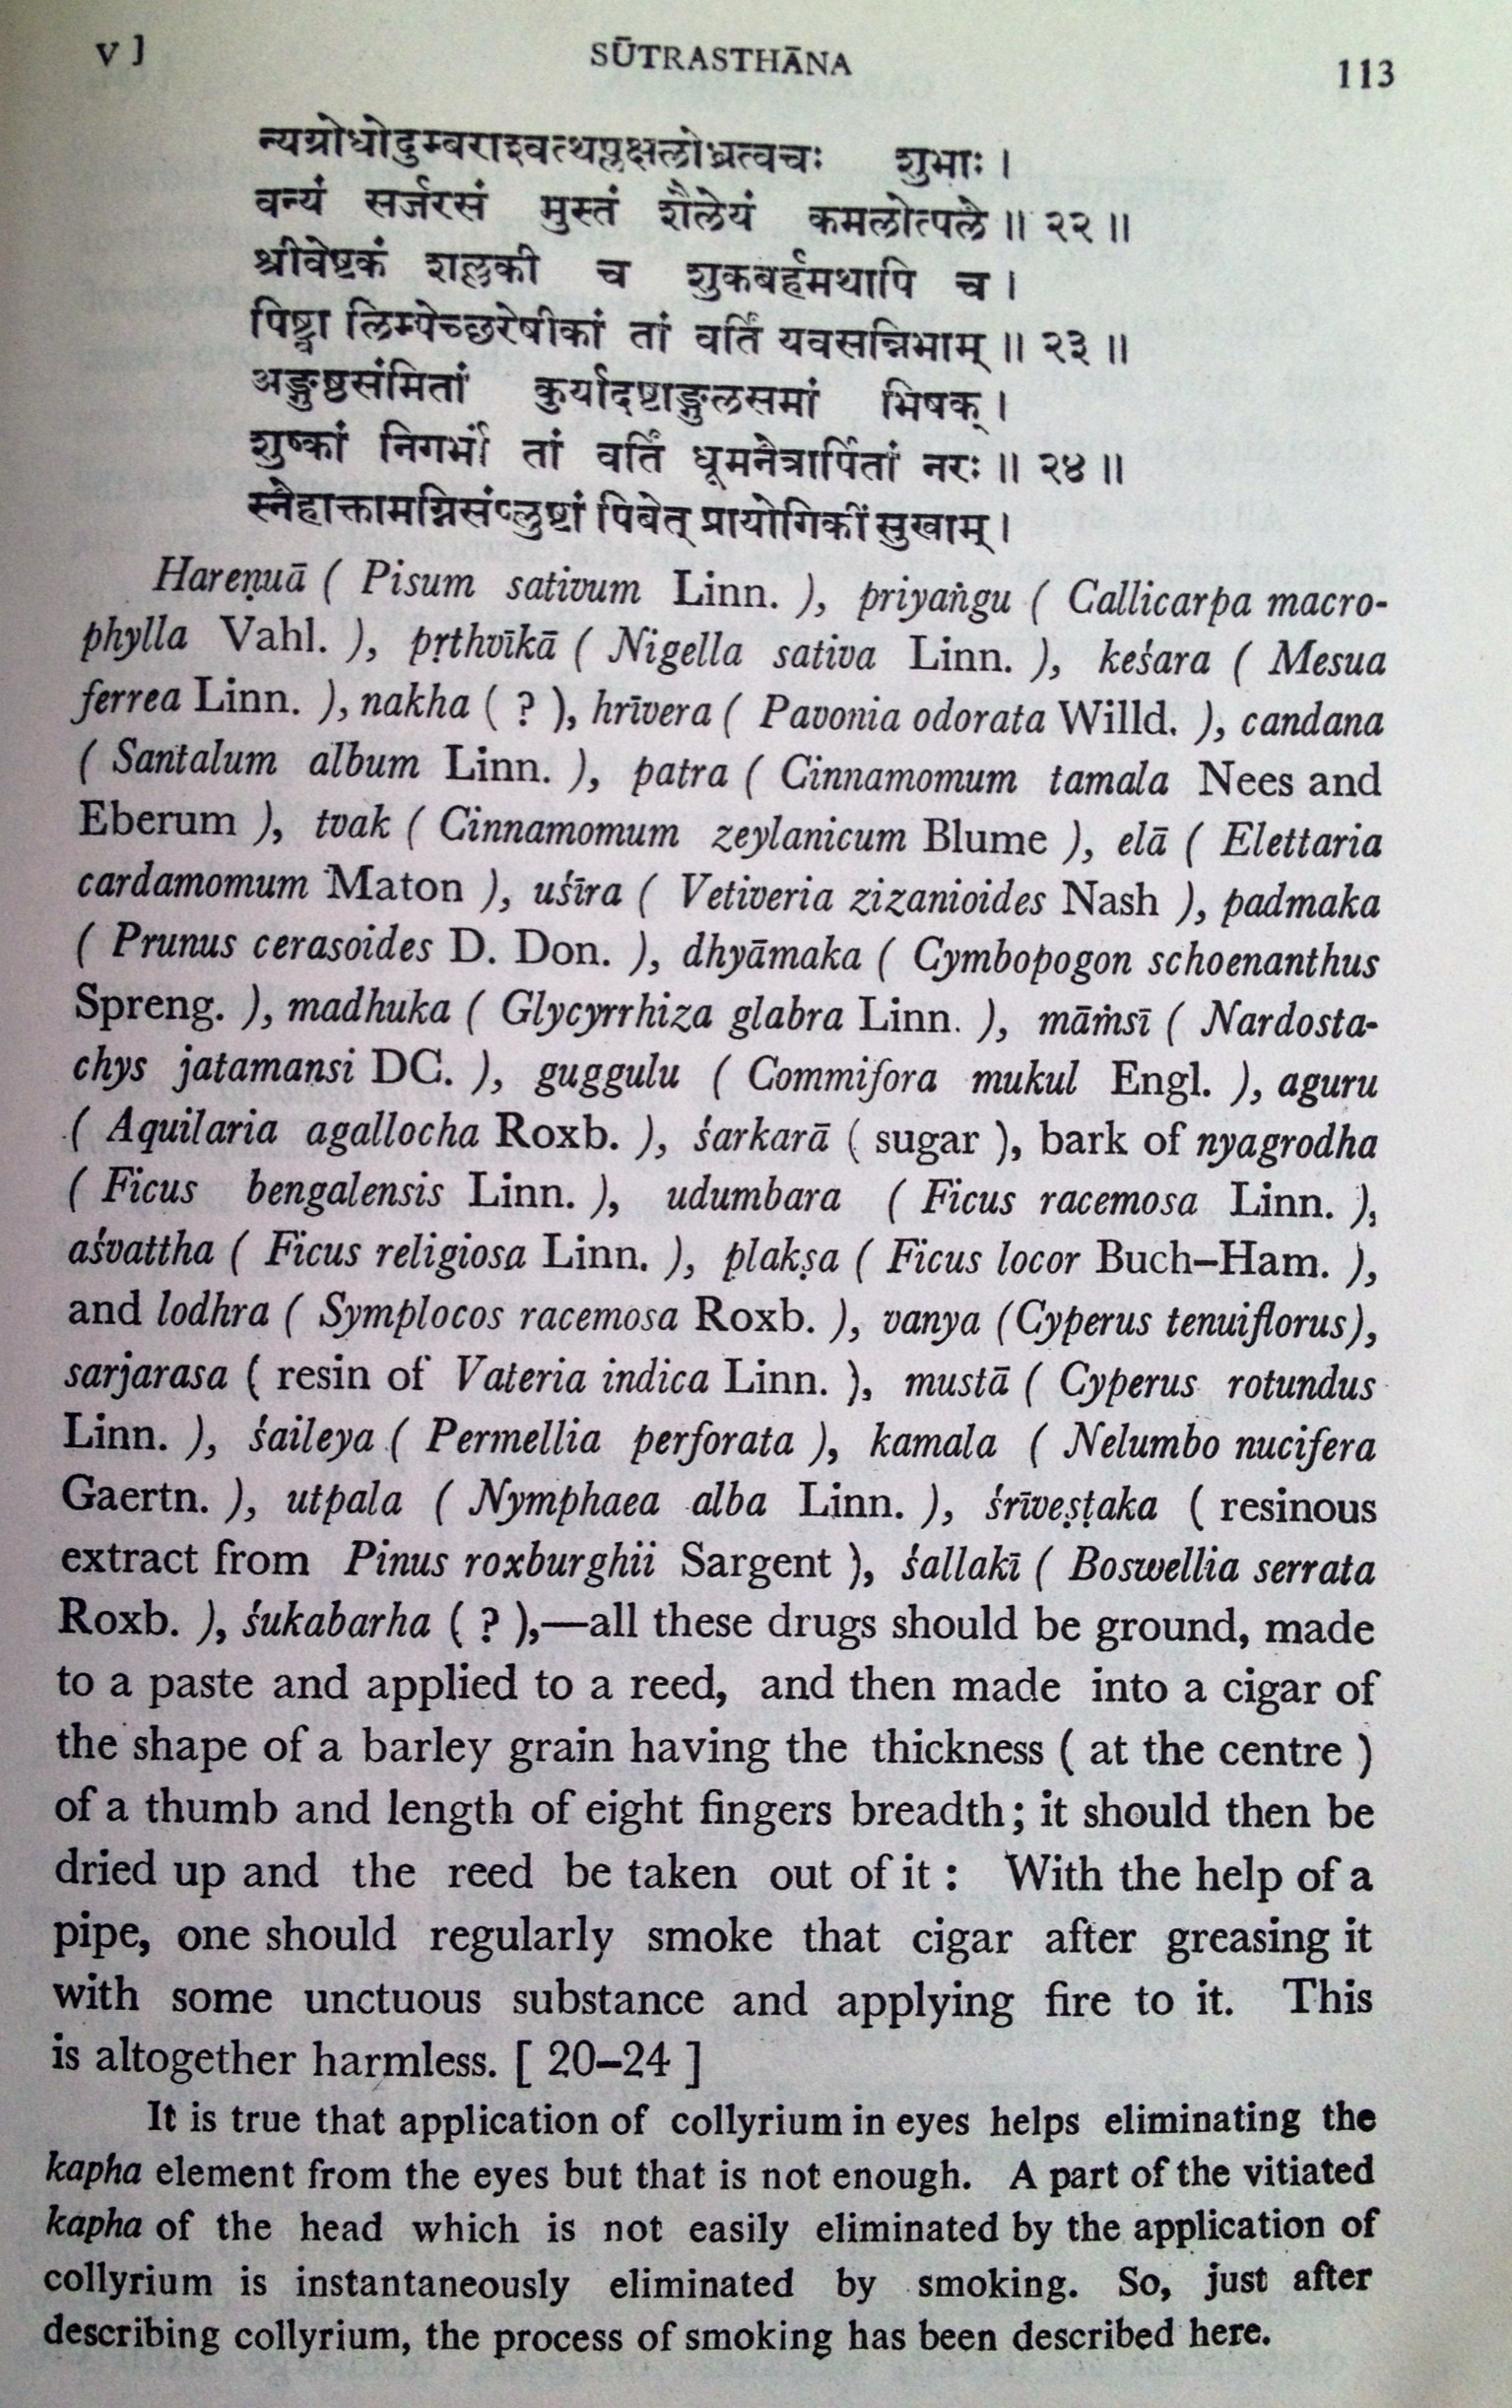 V ]
SŪTRASTHĀNA
113
न्यग्रोधोदुम्बराश्वत्थप्लक्षलोध्रत्वचः शुभाः ।
वन्यं सर्जरसं मुस्तं शैलेयं कमलोत्पले ॥ २२ ॥
श्रीवेष्टकं शल्लकी च शुकबर्हमथापि च ।
पिष्ट्वा लिम्पेच्छरेषीकां तां वर्तिं यवसन्निभाम् ॥ २३ ॥
अङ्गुष्ठसंमितां कुर्यादष्टाङ्गुलसमां भिषक् ।
शुष्कां निगर्भां तां वर्तिं धूमनेत्रार्पितां नरः ॥ २४ ॥
स्नेहाक्तामग्निसंप्लुष्टां पिबेत् प्रायोगिकीं सुखाम् ।
Hareṇuā ( Pisum sativum Linn. ), priyaṅgu ( Callicarpa macro-
phylla Vahl. ), pṛthvīkā ( Nigella sativa Linn. ), keśara ( Mesua
ferrea Linn. ), nakha ( ? ), hrīvera ( Pavonia odorata Willd. ), candana
( Santalum album Linn. ), patra ( Cinnamomum tamala Nees and
Eberum ), tvak ( Cinnamomum zeylanicum Blume ), elā ( Elettaria
cardamomum Maton ), uśīra ( Vetiveria zizanioides Nash ), padmaka
( Prunus cerasoides D. Don. ), dhyāmaka ( Cymbopogon schoenanthus
Spreng. ), madhuka ( Glycyrrhiza glabra Linn. ), māṁsī ( Nardosta-
chys jatamansi DC. ), guggulu ( Commifora mukul Engl. ), aguru
( Aquilaria agallocha Roxb. ), śarkarā ( sugar ), bark of nyagrodha
( Ficus bengalensis Linn. ), udumbara ( Ficus racemosa Linn. ),
aśvattha ( Ficus religiosa Linn. ), plakṣa ( Ficus locor Buch–Ham. ),
and lodhra ( Symplocos racemosa Roxb. ), vanya (Cyperus tenuiflorus),
sarjarasa ( resin of Vateria indica Linn. ), mustā ( Cyperus rotundus
Linn. ), śaileya ( Permellia perforata ), kamala ( Nelumbo nucifera
Gaertn. ), utpala ( Nymphaea alba Linn. ), śrīveṣṭaka ( resinous
extract from Pinus roxburghii Sargent ), śallakī ( Boswellia serrata
Roxb. ), śukabarha ( ? ),—all these drugs should be ground, made
to a paste and applied to a reed, and then made into a cigar of
the shape of a barley grain having the thickness ( at the centre )
of a thumb and length of eight fingers breadth; it should then be
dried up and the reed be taken out of it : With the help of a
pipe, one should regularly smoke that cigar after greasing it
with some unctuous substance and applying fire to it. This
is altogether harmless. [ 20–24 ]
It is true that application of collyrium in eyes helps eliminating the
kapha element from the eyes but that is not enough. A part of the vitiated
kapha of the head which is not easily eliminated by the application of
collyrium is instantaneously eliminated by smoking. So, just after
describing collyrium, the process of smoking has been described here.